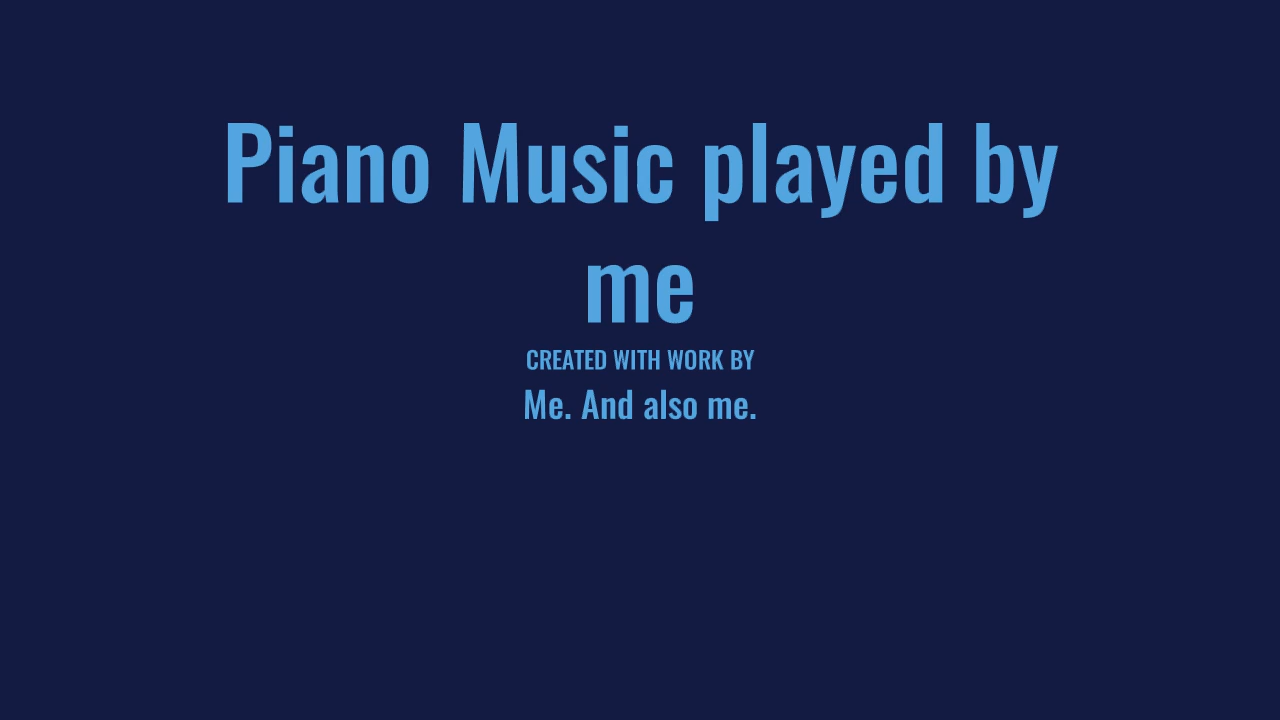 Piano Music played by
me
CREATED WITH WORK BY
Me. And also me.